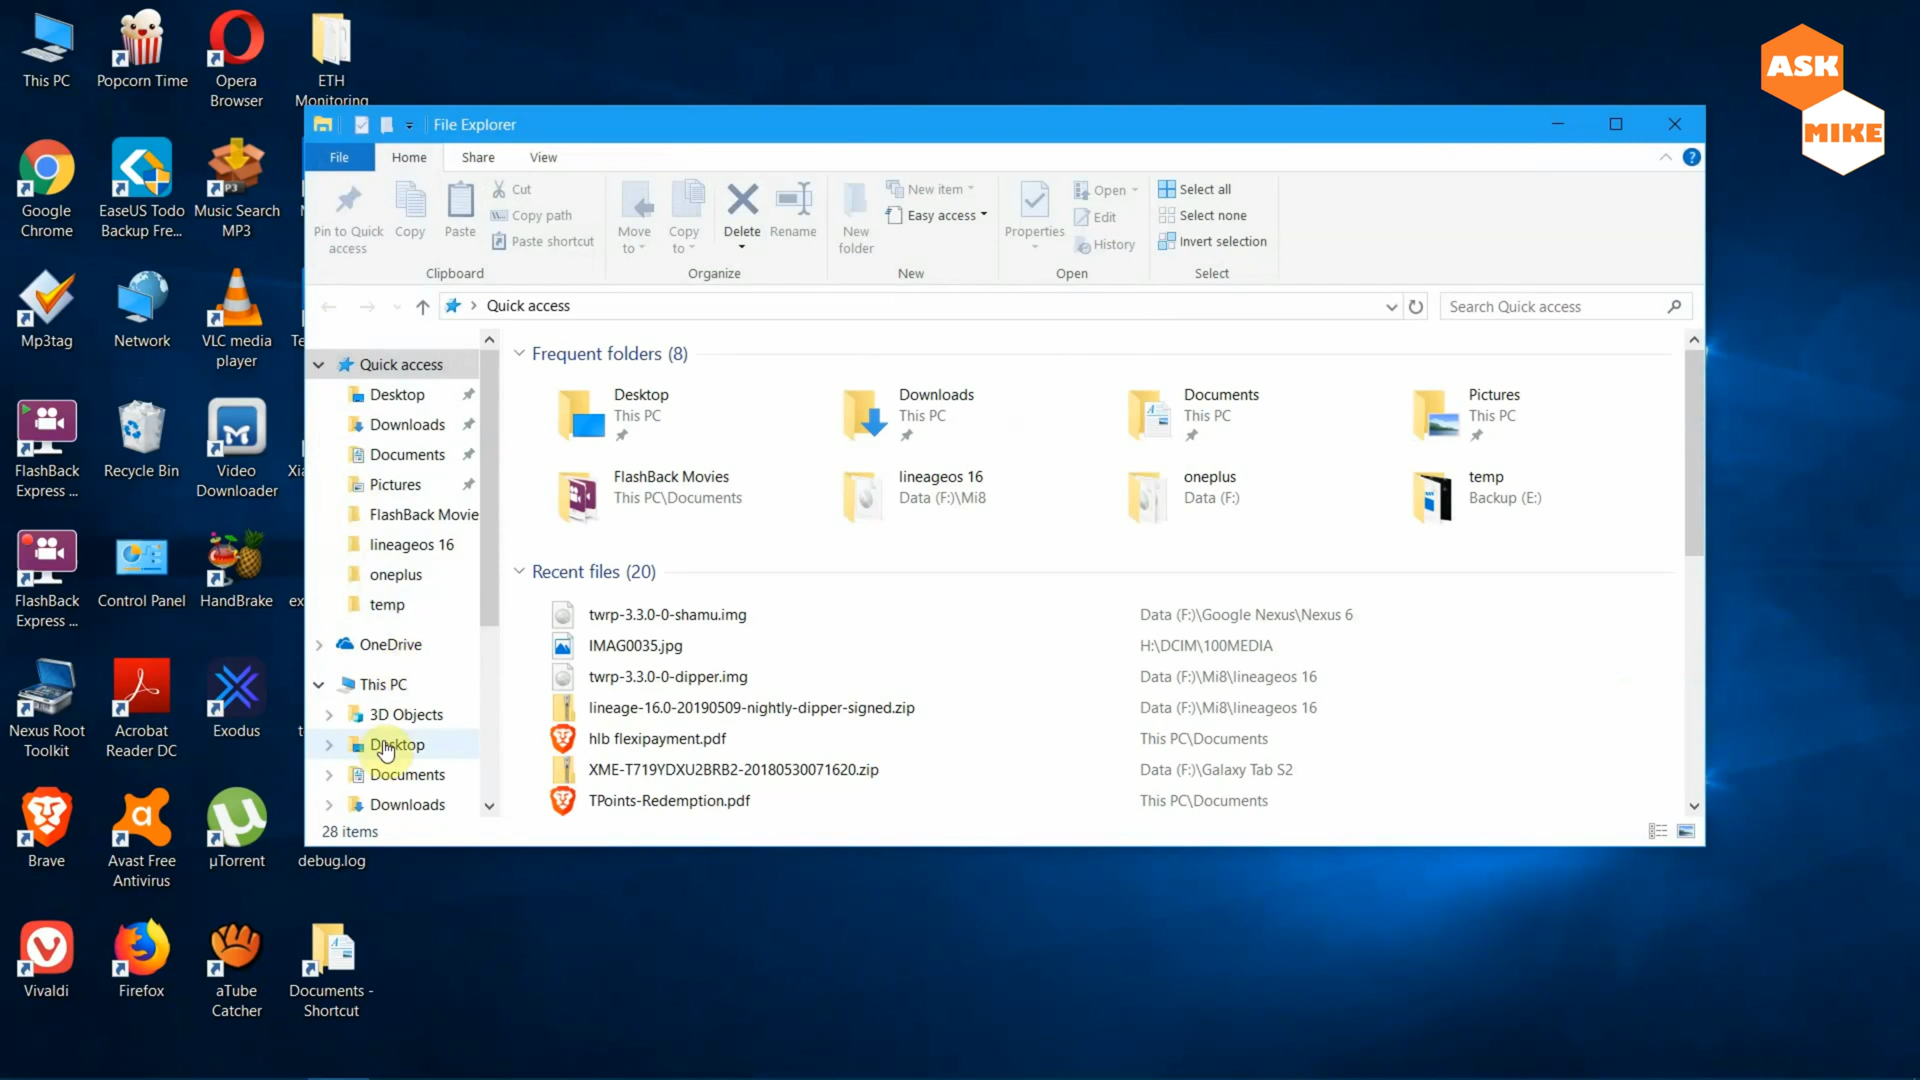 This PC
Popcorn Time
Opera
Browser
ETH
Monitoring
ASK
MIKE
Google
Chrome
EaseUS Todo
Backup Fre...
Music Search
MP3
Mp3tag
Network
VLC media
player
FlashBack
Express ...
Recycle Bin
Video
Downloader
FlashBack
Express ...
Control Panel
HandBrake
Nexus Root
Toolkit
Acrobat
Reader DC
Exodus
Brave
Avast Free
Antivirus
µTorrent
debug.log
Vivaldi
Firefox
aTube
Catcher
Documents -
Shortcut
File Explorer
File
Home
Share
View
Pin to Quick
access
Copy
Paste
Cut
Copy path
Paste shortcut
Clipboard
Move
to
Copy
to
Delete
Rename
Organize
New
folder
New item
Easy access
New
Properties
Open
Edit
History
Open
Select all
Select none
Invert selection
Select
Quick access
Search Quick access
Quick access
Desktop
Downloads
Documents
Pictures
FlashBack Movie
lineageos 16
oneplus
temp
OneDrive
This PC
3D Objects
Desktop
Documents
Downloads
Frequent folders (8)
Desktop
This PC
Downloads
This PC
Documents
This PC
Pictures
This PC
FlashBack Movies
This PC\Documents
lineageos 16
Data (F:)\Mi8
oneplus
Data (F:)
temp
Backup (E:)
Recent files (20)
twrp-3.3.0-0-shamu.img Data (F:)\Google Nexus\Nexus 6
IMAG0035.jpg H:\DCIM\100MEDIA
twrp-3.3.0-0-dipper.img Data (F:)\Mi8\lineageos 16
lineage-16.0-20190509-nightly-dipper-signed.zip Data (F:)\Mi8\lineageos 16
hlb flexipayment.pdf This PC\Documents
XME-T719YDXU2BRB2-20180530071620.zip Data (F:)\Galaxy Tab S2
TPoints-Redemption.pdf This PC\Documents
28 items